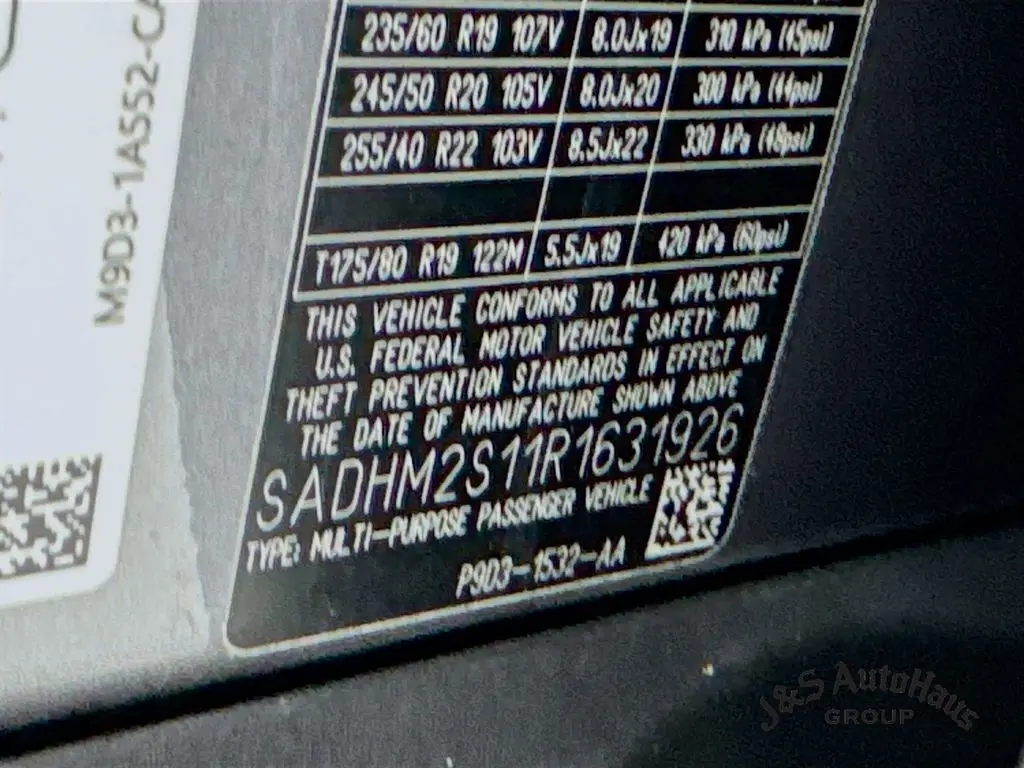 M9D3-1A552-CA
235/60 R19 107V 8.0Jx19 310 kPa (45psi)
245/50 R20 105V 8.0Jx20 300 kPa (44psi)
255/40 R22 103V 8.5Jx22 330 kPa (48psi)
T175/80 R19 122M 5.5Jx19 420 kPa (60psi)
THIS VEHICLE CONFORMS TO ALL APPLICABLE
U.S. FEDERAL MOTOR VEHICLE SAFETY AND
THEFT PREVENTION STANDARDS IN EFFECT ON
THE DATE OF MANUFACTURE SHOWN ABOVE
SADHM2S11R1631926
TYPE: MULTI-PURPOSE PASSENGER VEHICLE
P9D3-1532-AA
J&S AutoHaus
GROUP